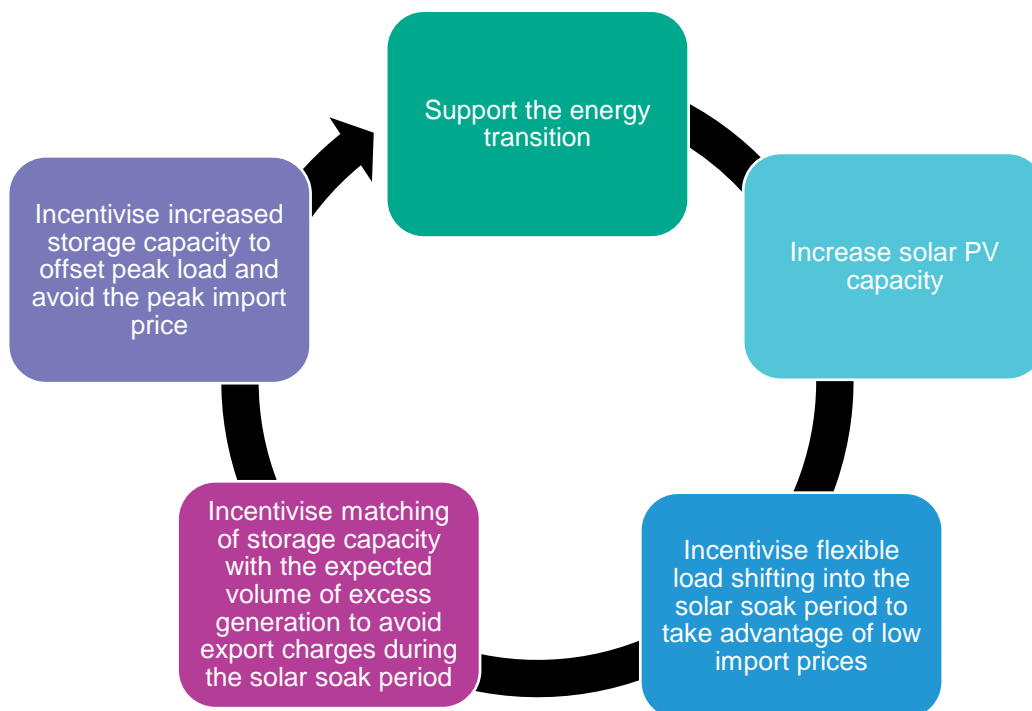 Support the energy
transition
Increase solar PV
capacity
Incentivise flexible
load shifting into the
solar soak period to
take advantage of low
import prices
Incentivise matching
of storage capacity
with the expected
volume of excess
generation to avoid
export charges during
the solar soak period
Incentivise increased
storage capacity to
offset peak load and
avoid the peak import
price